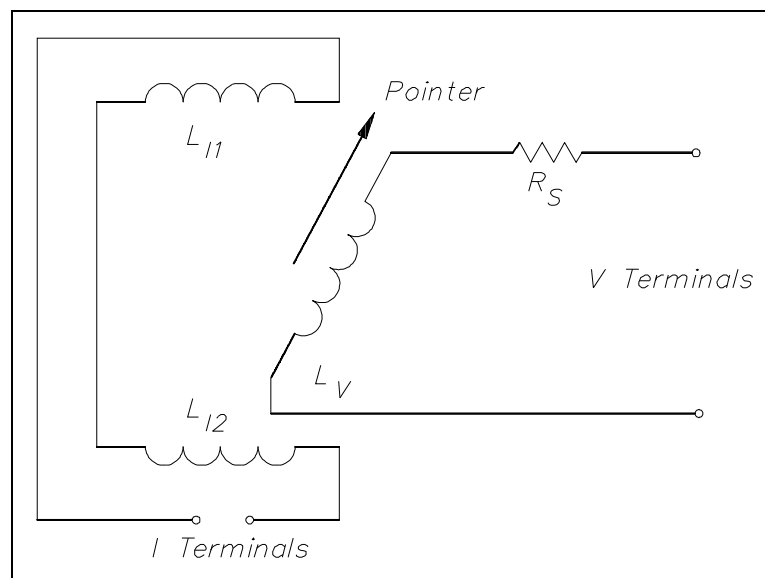 Pointer
L_I1
R_S
V Terminals
L_V
L_I2
I Terminals